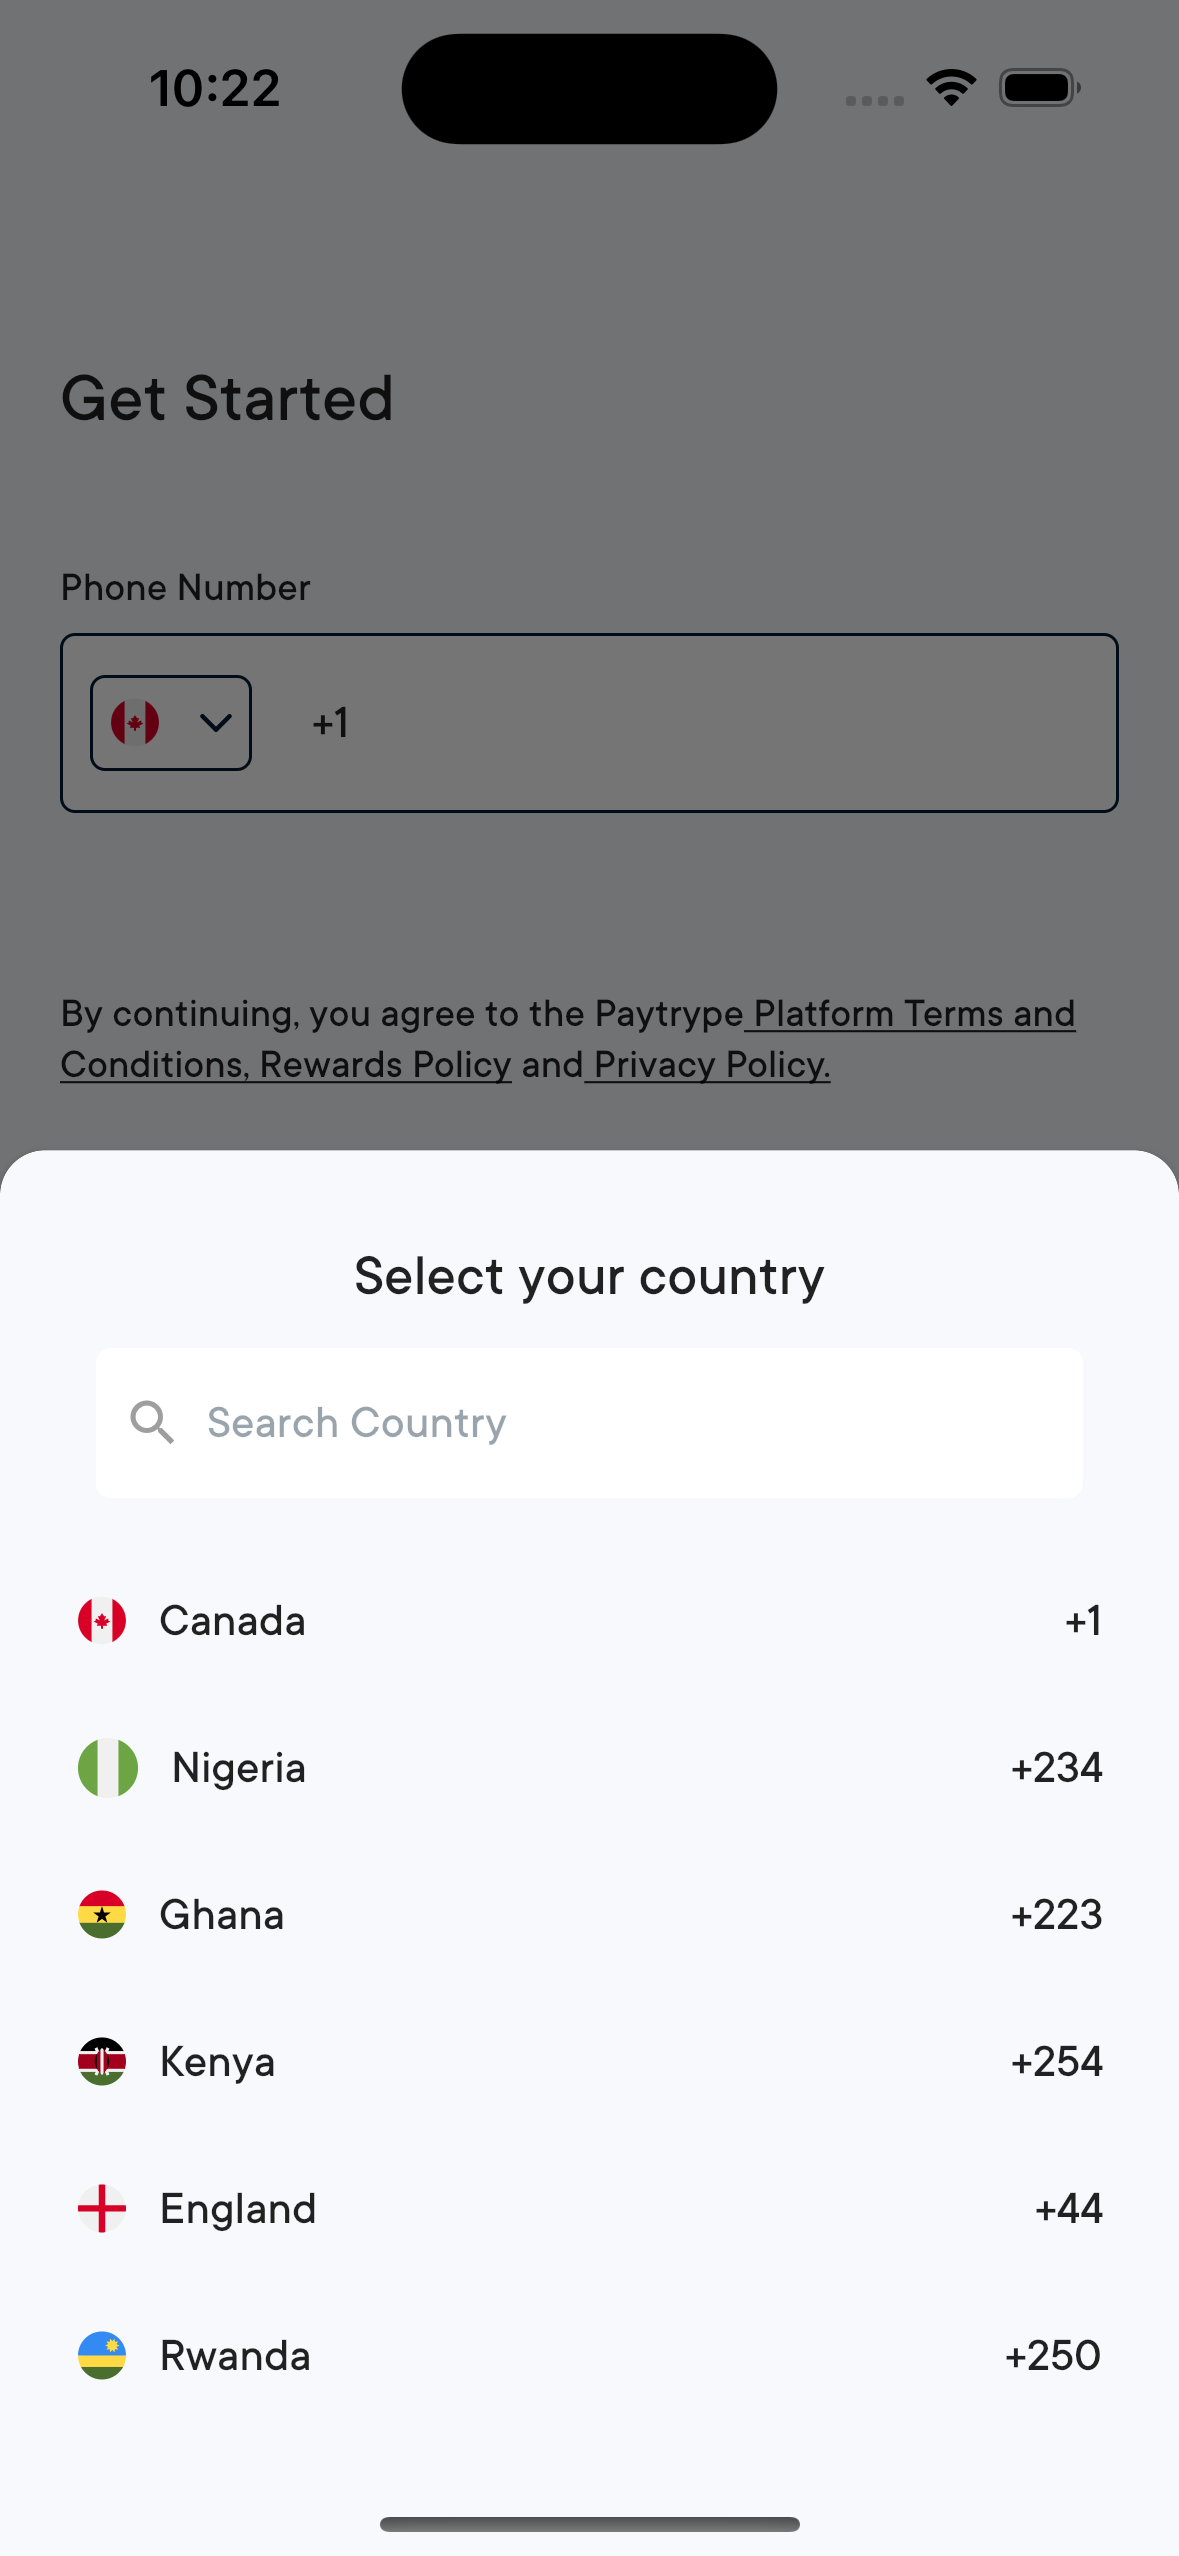 10:22
Get Started
Phone Number
+1
By continuing, you agree to the Paytrype Platform Terms and
Conditions, Rewards Policy and Privacy Policy.
Select your country
Search Country
Canada +1
Nigeria +234
Ghana +223
Kenya +254
England +44
Rwanda +250